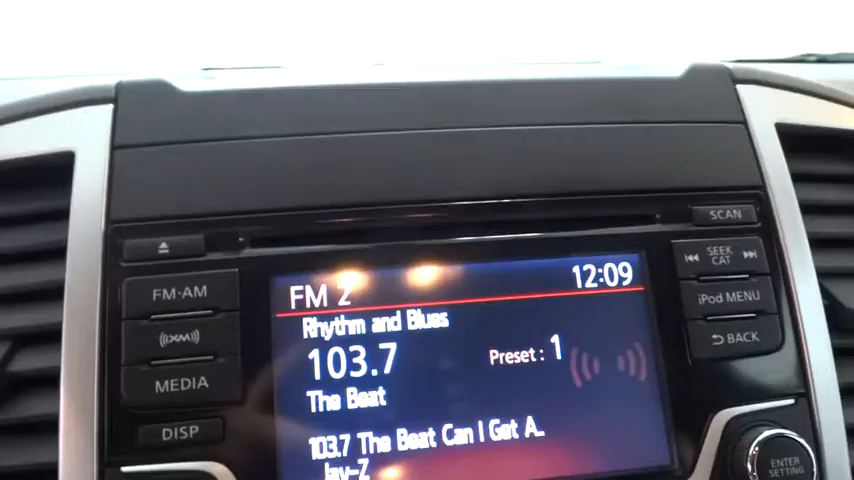 SCAN
SEEK
CAT
FM·AM
iPod MENU
XM
BACK
MEDIA
DISP
ENTER
SETTING
FM 2
12:09
Rhythm and Blues
103.7
Preset : 1
The Beat
103.7 The Beat Can I Get A...
Jay-Z